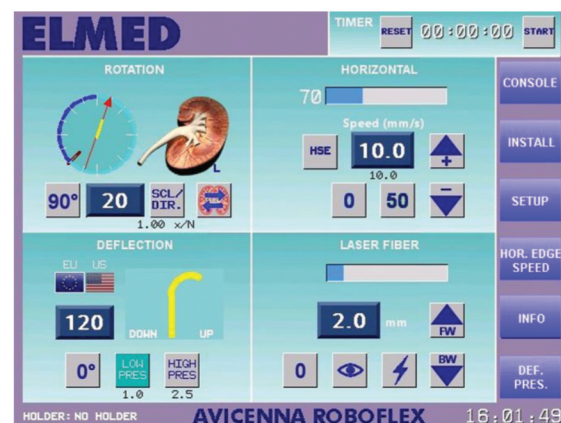 ELMED
TIMER RESET 00:00:00 START
ROTATION
L
90° 20 SCL/DIR.
1.00 x/N
HORIZONTAL
70
Speed (mm/s)
HSE 10.0 +
10.0
0 50 −
DEFLECTION
EU US
120
DOWN UP
0° LOW PRES HIGH PRES
1.0 2.5
LASER FIBER
2.0 mm FW
0 BW
CONSOLE
INSTALL
SETUP
HOR. EDGE
SPEED
INFO
DEF.
PRES.
HOLDER: NO HOLDER AVICENNA ROBOFLEX 16:01:49